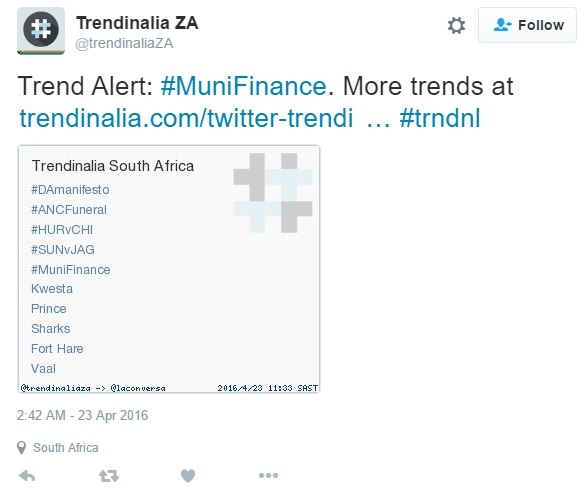 Trendinalia ZA
@trendinaliaZA
Follow
Trend Alert: #MuniFinance. More trends at
trendinalia.com/twitter-trendi … #trndnl
Trendinalia South Africa
#DAmanifesto
#ANCFuneral
#HURvCHI
#SUNvJAG
#MuniFinance
Kwesta
Prince
Sharks
Fort Hare
Vaal
@trendinaliaza -> @laconversa 2016/4/23 11:33 SAST
2:42 AM - 23 Apr 2016
South Africa